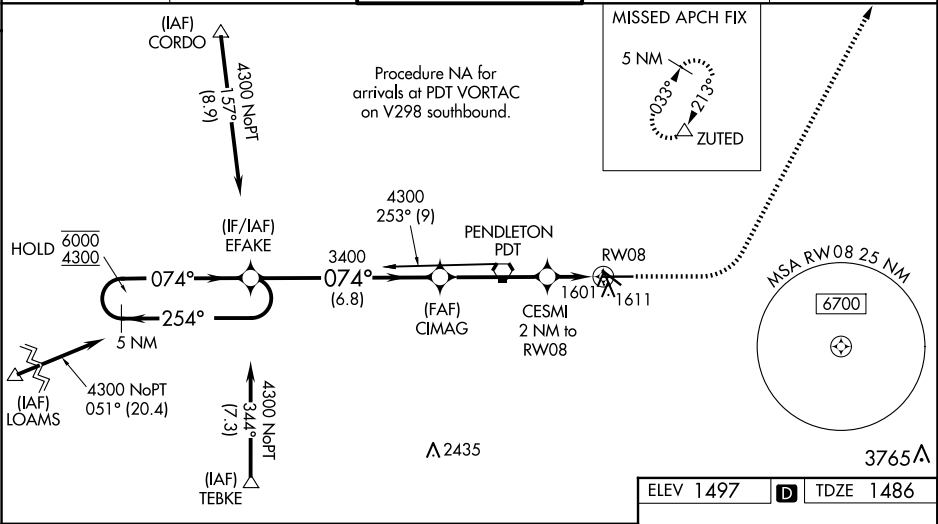 (IAF)
CORDO
4300 NoPT
157°
(8.9)
Procedure NA for
arrivals at PDT VORTAC
on V298 southbound.
MISSED APCH FIX
5 NM
033°
213°
ZUTED
HOLD
6000
4300
(IF/IAF)
EFAKE
074°
254°
5 NM
4300
253° (9)
3400
074°
(6.8)
(FAF)
CIMAG
PENDLETON
PDT
CESMI
2 NM to
RW08
RW08
1601
1611
MSA RW 08 25 NM
6700
(IAF)
LOAMS
4300 NoPT
051° (20.4)
4300 NoPT
344°
(7.3)
(IAF)
TEBKE
2435
3765
ELEV 1497 D TDZE 1486